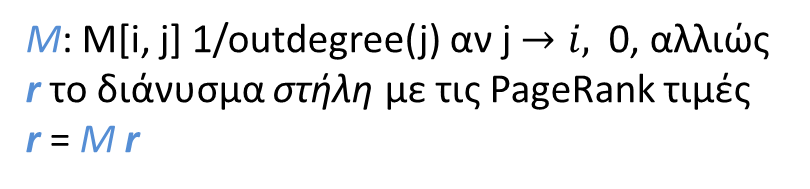 M: M[i, j] 1/outdegree(j) αν j → i, 0, αλλιώς
r το διάνυσμα στήλη με τις PageRank τιμές
r = M r